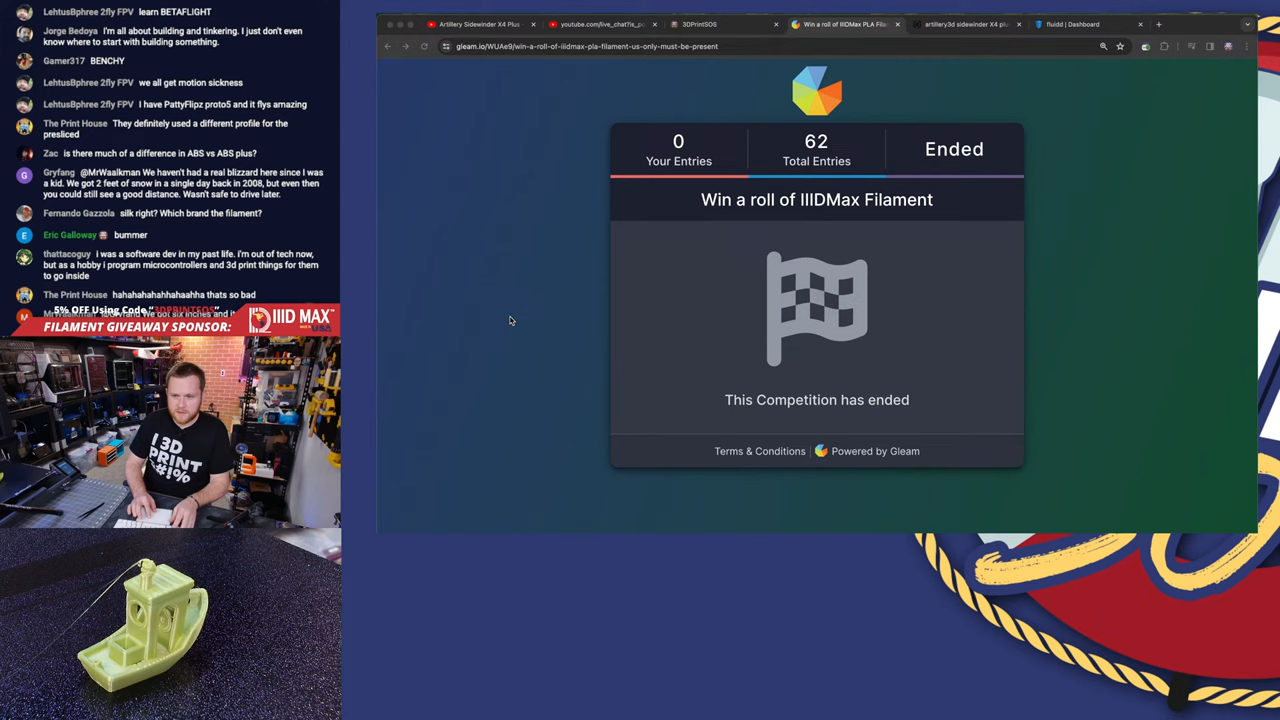 LehtusBphree 2fly FPV learn BETAFLIGHT
Jorge Bedoya I'm all about building and tinkering. I just don't even
know where to start with building something.
Gamer317 BENCHY
LehtusBphree 2fly FPV we all get motion sickness
LehtusBphree 2fly FPV I have PattyFlipz proto5 and it flys amazing
The Print House They definitely used a different profile for the
presliced
Zac is there much of a difference in ABS vs ABS plus?
Gryfang @MrWaalkman We haven't had a real blizzard here since I was
a kid. We got 2 feet of snow in a single day back in 2008, but even then
you could still see a good distance. Wasn't safe to drive later.
Fernando Gazzola silk right? Which brand the filament?
Eric Galloway bummer
thattacoguy i was a software dev in my past life. i'm out of tech now,
but as a hobby i program microcontrollers and 3d print things for them
to go inside
The Print House hahahahahahhahaahha thats so bad
5% OFF Using Code "3DPRINTSOS"
FILAMENT GIVEAWAY SPONSOR:
IIID MAX
MADE IN USA
I 3D
PRINT
#!%
Artillery Sidewinder X4 Plus -
youtube.com/live_chat?is_p
3DPrintSOS
Win a roll of IIIDMax PLA Filam
artillery3d sidewinder x4 plu
fluidd | Dashboard
gleam.io/WUAe9/win-a-roll-of-iiidmax-pla-filament-us-only-must-be-present
0
Your Entries
62
Total Entries
Ended
Win a roll of IIIDMax Filament
This Competition has ended
Terms & Conditions
Powered by Gleam